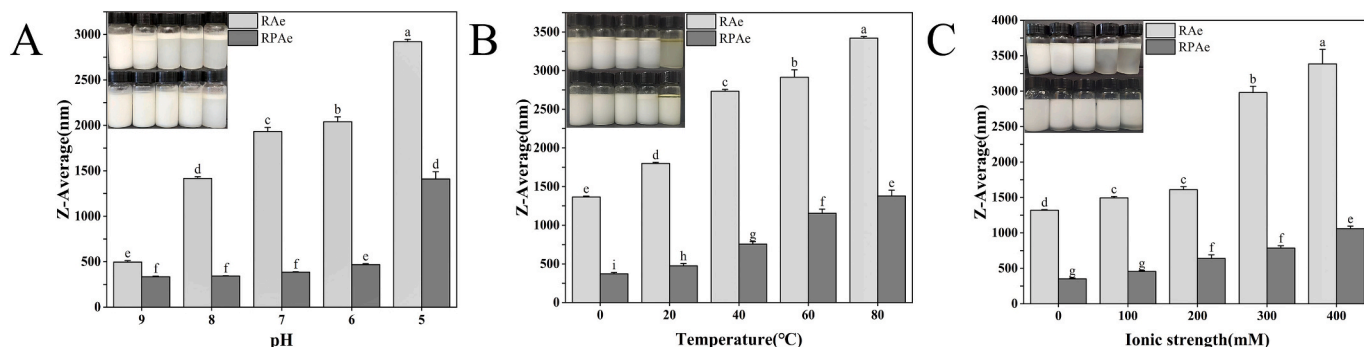 A
Z-Average(nm)
3000
2500
2000
1500
1000
500
0
RAe
RPAe
e
f
d
f
c
f
b
e
a
d
9 8 7 6 5
pH
B
Z-Average(nm)
3500
3000
2500
2000
1500
1000
500
0
RAe
RPAe
e
i
d
h
c
g
b
f
a
e
0 20 40 60 80
Temperature(°C)
C
Z-Average(nm)
4000
3500
3000
2500
2000
1500
1000
500
0
RAe
RPAe
d
g
c
g
c
f
b
f
a
e
0 100 200 300 400
Ionic strength(mM)